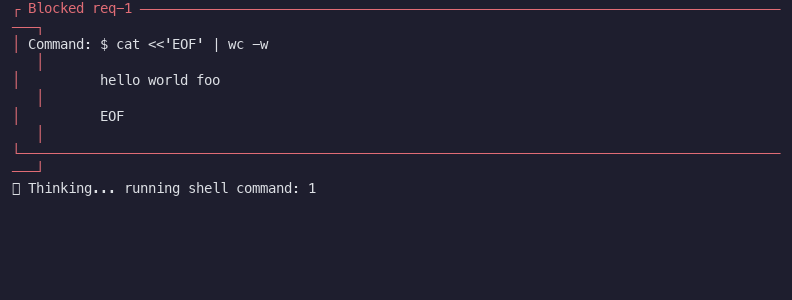 Blocked req-1
Command: $ cat <<'EOF' | wc -w
hello world foo
EOF
Thinking... running shell command: 1